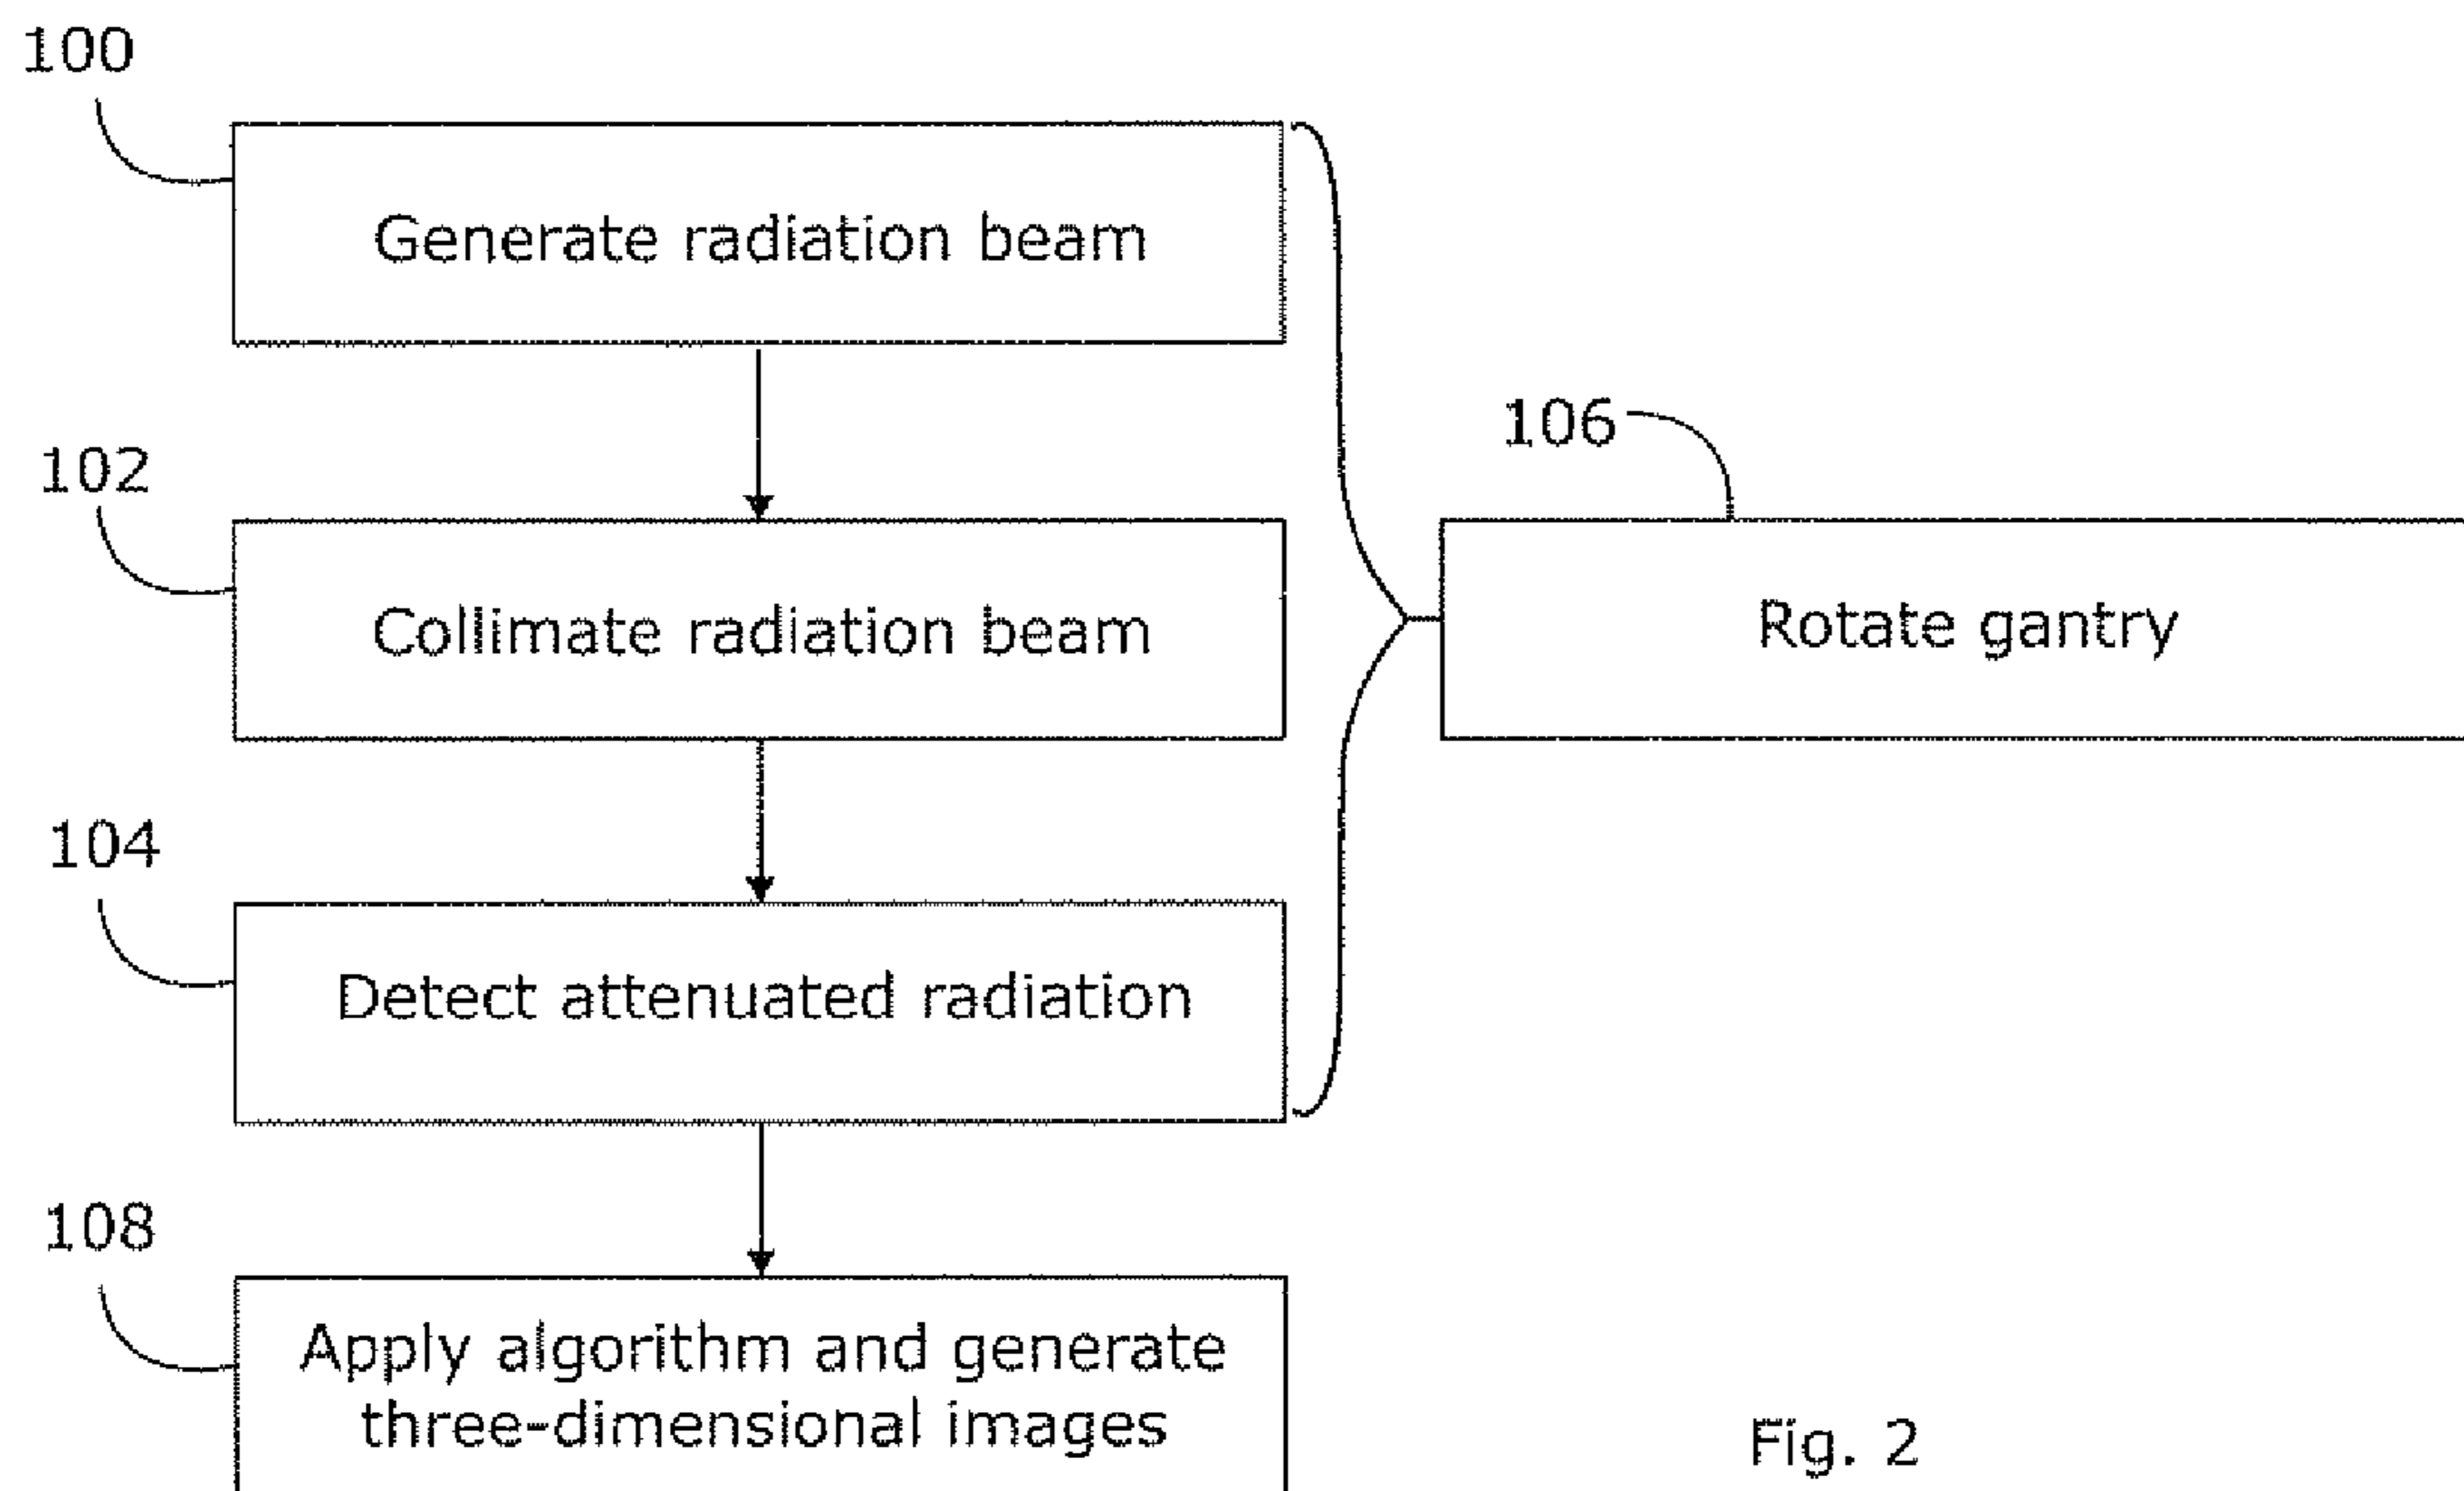 100
Generate radiation beam
102
Collimate radiation beam
106
Rotate gantry
104
Detect attenuated radiation
108
Apply algorithm and generate
three-dimensional images
Fig. 2